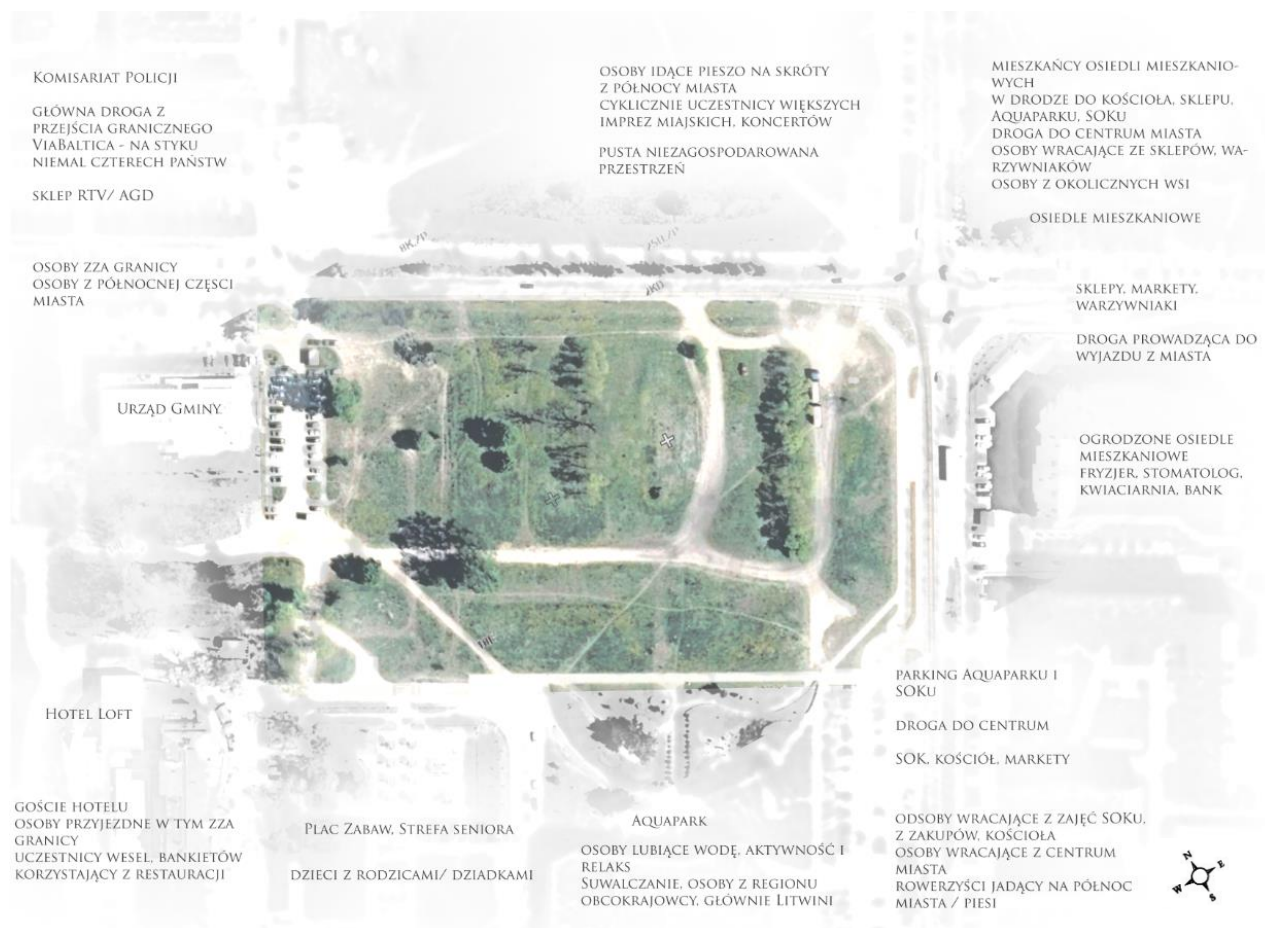 Komisariat Policji
GŁÓWNA DROGA Z
PRZEJŚCIA GRANICZNEGO
ViaBaltica - NA STYKU
NIEMAL CZTERECH PAŃSTW
SKLEP RTV/ AGD
OSOBY IDĄCE PIESZO NA SKRÓTY
Z PÓŁNOCY MIASTA
CYKLICZNIE UCZESTNICY WIĘKSZYCH
IMPREZ MIAJSKICH, KONCERTÓW
PUSTA NIEZAGOSPODAROWANA
PRZESTRZEŃ
MIESZKAŃCY OSIEDLI MIESZKANIO-
WYCH
W DRODZE DO KOŚCIOŁA, SKLEPU,
Aquaparku, SOKu
DROGA DO CENTRUM MIASTA
OSOBY WRACAJĄCE ZE SKLEPÓW, WA-
RZYWNIAKÓW
OSOBY Z OKOLICZNYCH WSI
OSIEDLE MIESZKANIOWE
OSOBY ZZA GRANICY
OSOBY Z PÓŁNOCNEJ CZĘŚCI
MIASTA
SKLEPY, MARKETY,
WARZYWNIAKI
DROGA PROWADZĄCA DO
WYJAZDU Z MIASTA
Urząd Gminy
OGRODZONE OSIEDLE
MIESZKANIOWE
FRYZJER, STOMATOLOG,
KWIACIARNIA, BANK
Hotel Loft
PARKING Aquaparku i
SOKu
DROGA DO CENTRUM
SOK, KOŚCIÓŁ, MARKETY
GOŚCIE HOTELU
OSOBY PRZYJEZDNE W TYM ZZA
GRANICY
UCZESTNICY WESEL, BANKIETÓW
KORZYSTAJĄCY Z RESTAURACJI
Plac Zabaw, Strefa seniora
DZIECI Z RODZICAMI/ DZIADKAMI
Aquapark
OSOBY LUBIĄCE WODĘ, AKTYWNOŚĆ I
RELAKS
Suwalczanie, OSOBY Z REGIONU
OBCOKRAJOWCY, GŁÓWNIE Litwini
ODSOBY WRACAJĄCE Z ZAJĘĆ SOKu,
Z ZAKUPÓW, KOŚCIOŁA
OSOBY WRACAJĄCE Z CENTRUM
MIASTA
ROWERZYŚCI JADĄCY NA PÓŁNOC
MIASTA / PIESI
N
E
W
S